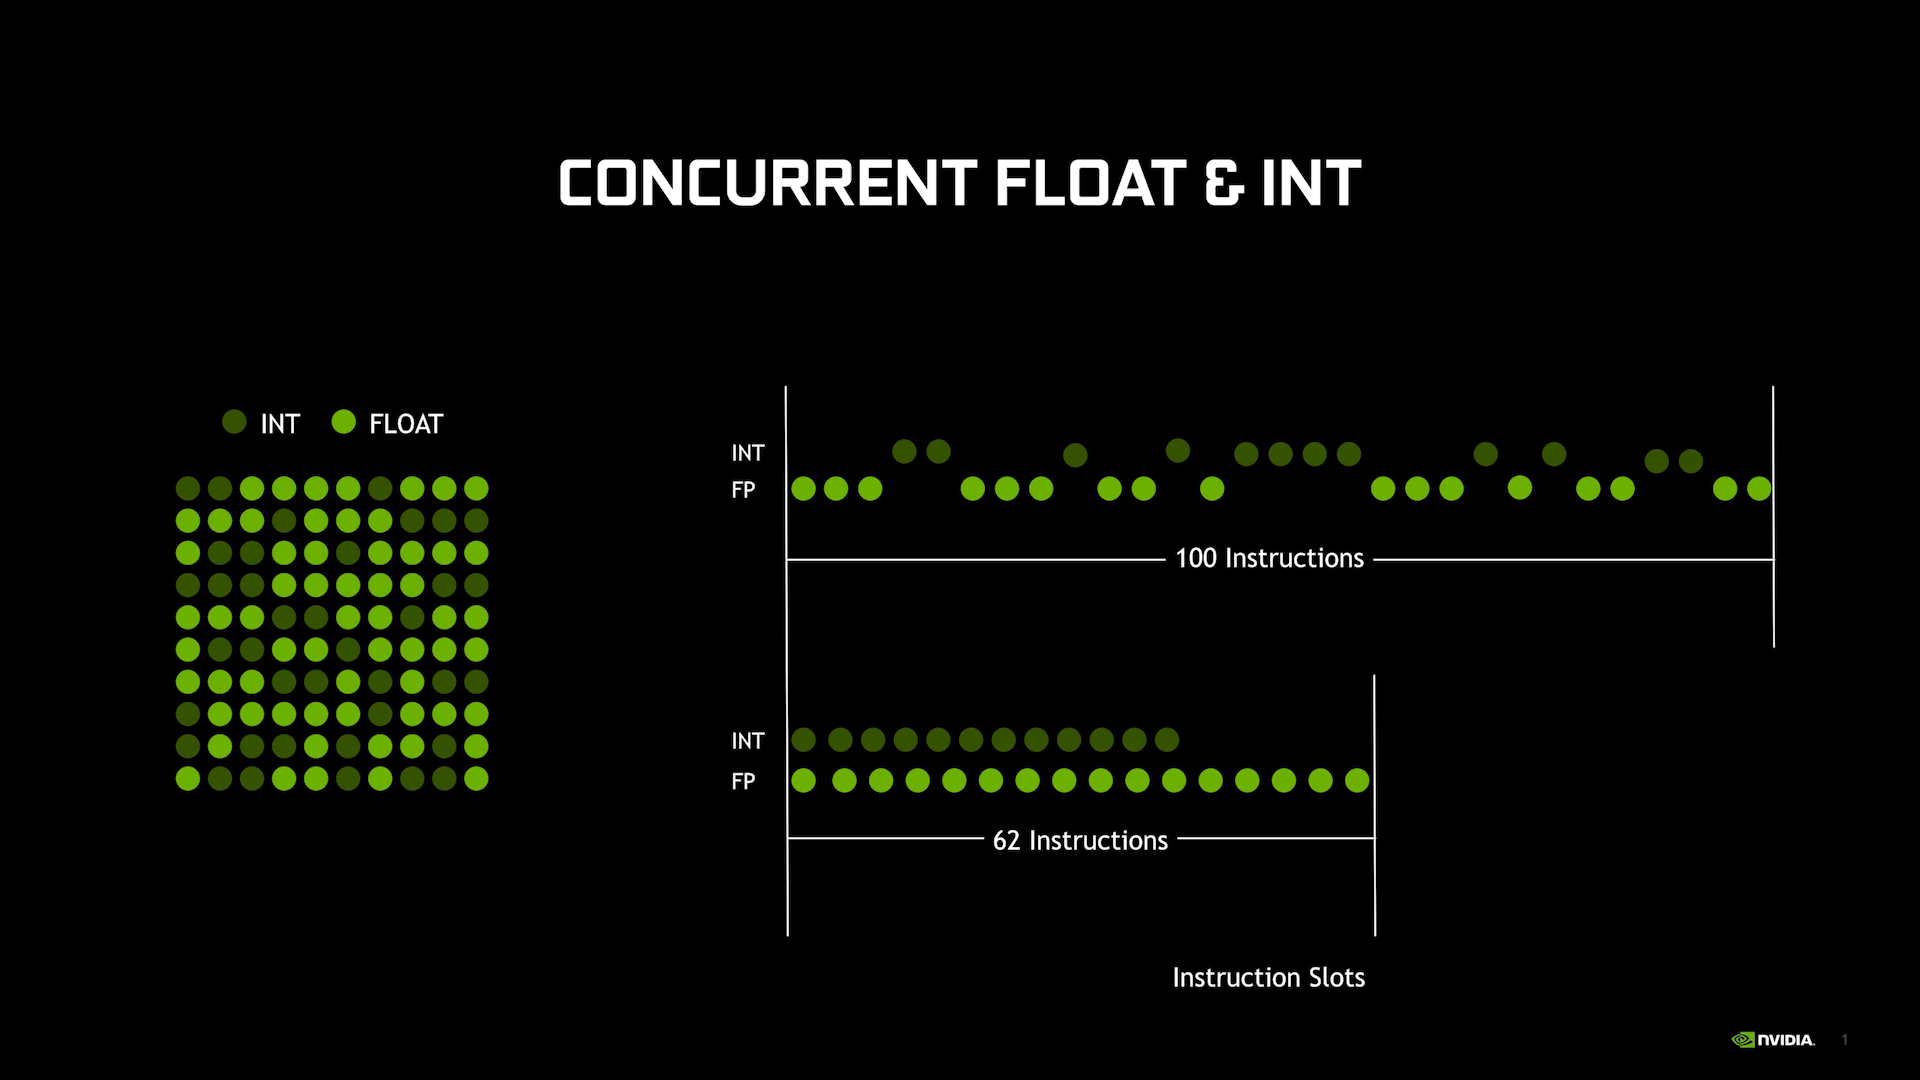 CONCURRENT FLOAT & INT
INT
FLOAT
INT
FP
100 Instructions
INT
FP
62 Instructions
Instruction Slots
NVIDIA.
1